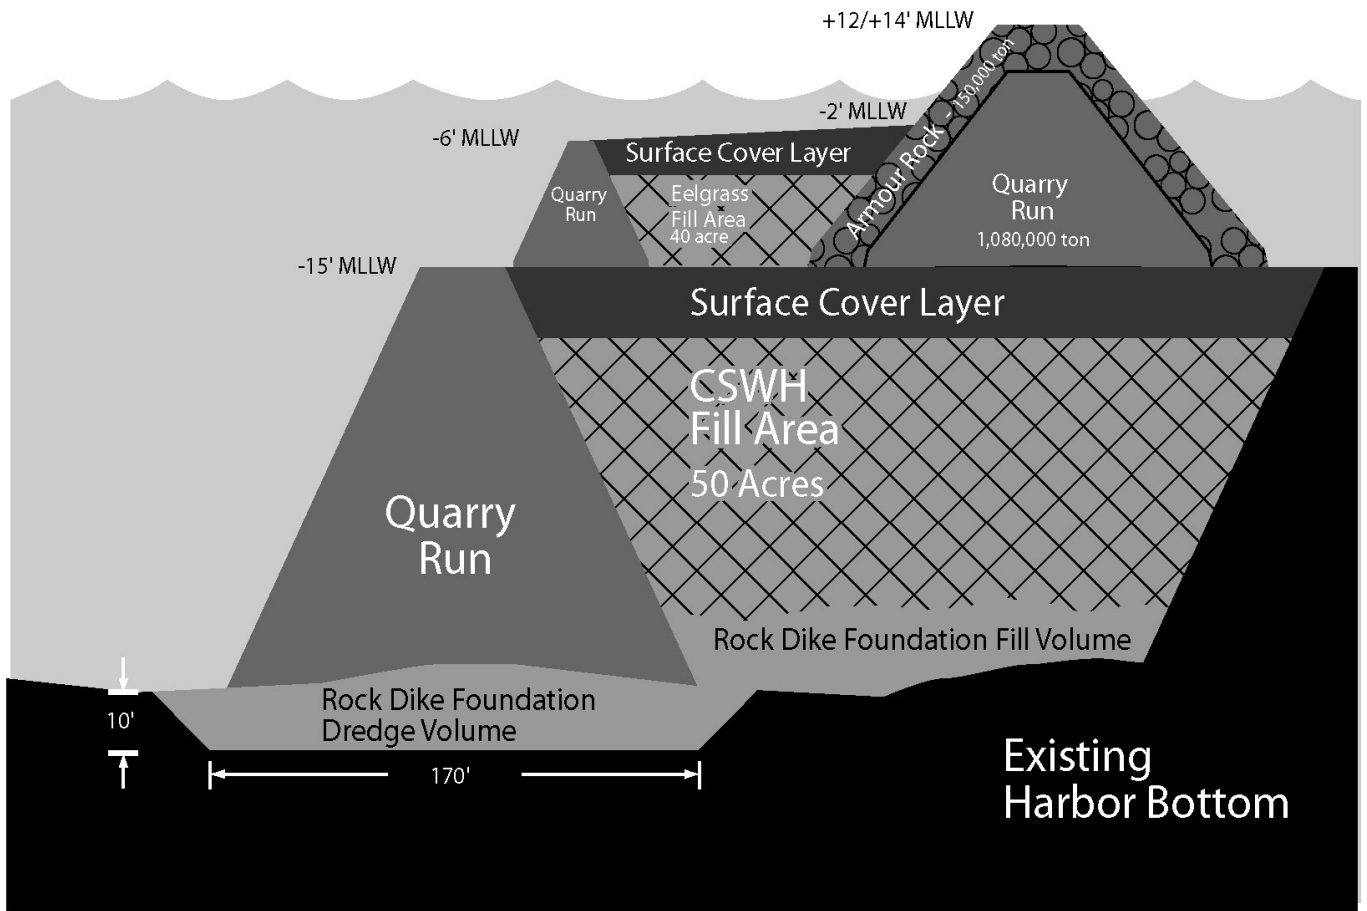 +12/+14' MLLW
-2' MLLW
-6' MLLW
Surface Cover Layer
Armour Rock - 150,000 ton
Quarry
Run
Eelgrass
Fill Area
40 acre
Quarry
Run
1,080,000 ton
-15' MLLW
Surface Cover Layer
CSWH
Fill Area
50 Acres
Quarry
Run
Rock Dike Foundation Fill Volume
Rock Dike Foundation
Dredge Volume
10'
170'
Existing
Harbor Bottom